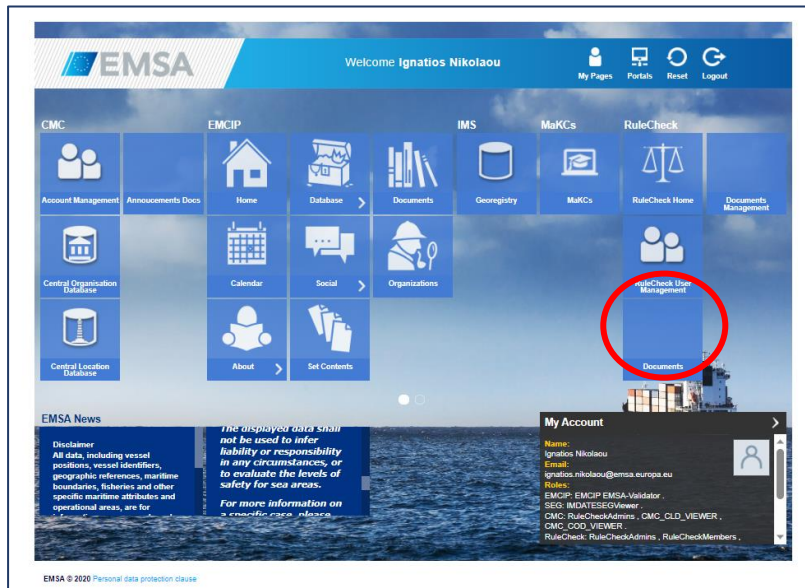 EMSA
Welcome Ignatios Nikolaou
My Pages
Portals
Reset
Logout
CMC
EMCIP
IMS
MaKCs
RuleCheck
Account Management
Annoucements Docs
Home
Database
Documents
Georegistry
MaKCs
RuleCheck Home
Documents
Management
Central Organisation
Database
Calendar
Social
Organizations
RuleCheck User
Management
Central Location
Database
About
Set Contents
Documents
EMSA News
Disclaimer
All data, including vessel
positions, vessel identifiers,
geographic references, maritime
boundaries, fisheries and other
specific maritime attributes and
operational areas, are for
The displayed data shall
not be used to infer
liability or responsibility
in any circumstances, or
to evaluate the levels of
safety for sea areas.
For more information on
a specific case, please
My Account
Name:
Ignatios Nikolaou
Email:
ignatios.nikolaou@emsa.europa.eu
Roles:
EMCIP: EMCIP EMSA-Validator .
SEG: IMDATESEGViewer .
CMC: RuleCheckAdmins , CMC_CLD_VIEWER ,
CMC_COD_VIEWER .
RuleCheck: RuleCheckAdmins , RuleCheckMembers ,
EMSA © 2020 Personal data protection clause